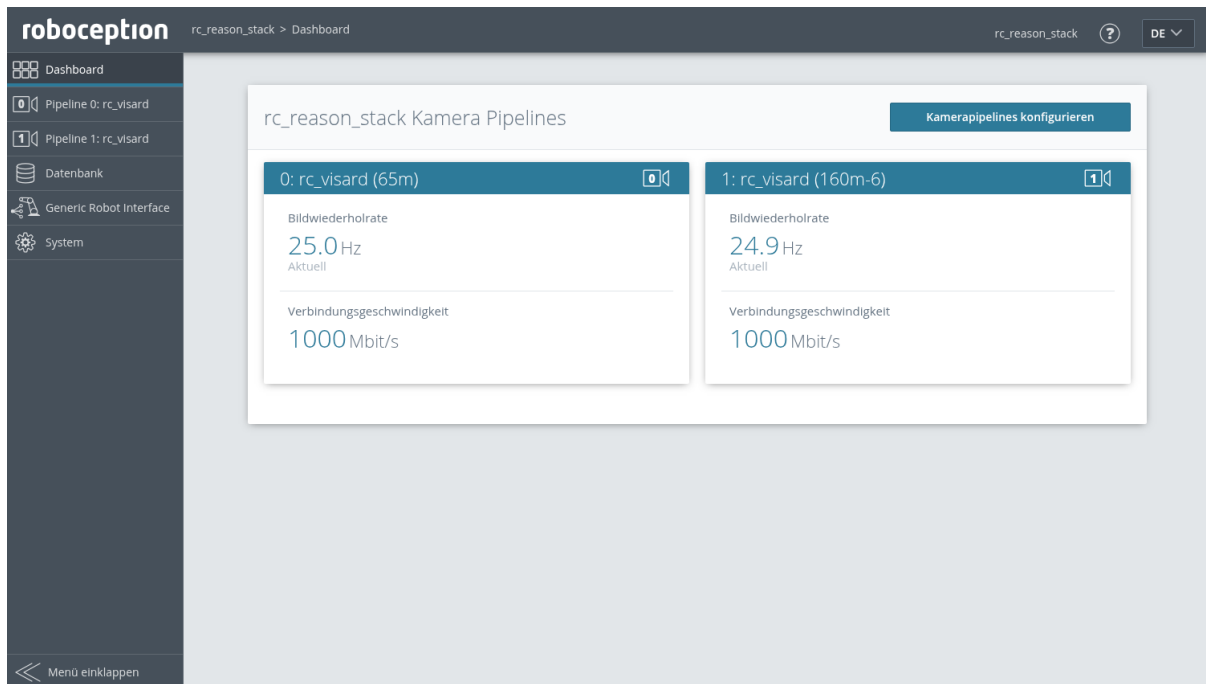 roboception
rc_reason_stack > Dashboard
rc_reason_stack
?
DE
Dashboard
0 Pipeline 0: rc_visard
1 Pipeline 1: rc_visard
Datenbank
Generic Robot Interface
System
Menü einklappen
rc_reason_stack Kamera Pipelines
Kamerapipelines konfigurieren
0: rc_visard (65m)
0
Bildwiederholrate
25.0 Hz
Aktuell
Verbindungsgeschwindigkeit
1000 Mbit/s
1: rc_visard (160m-6)
1
Bildwiederholrate
24.9 Hz
Aktuell
Verbindungsgeschwindigkeit
1000 Mbit/s